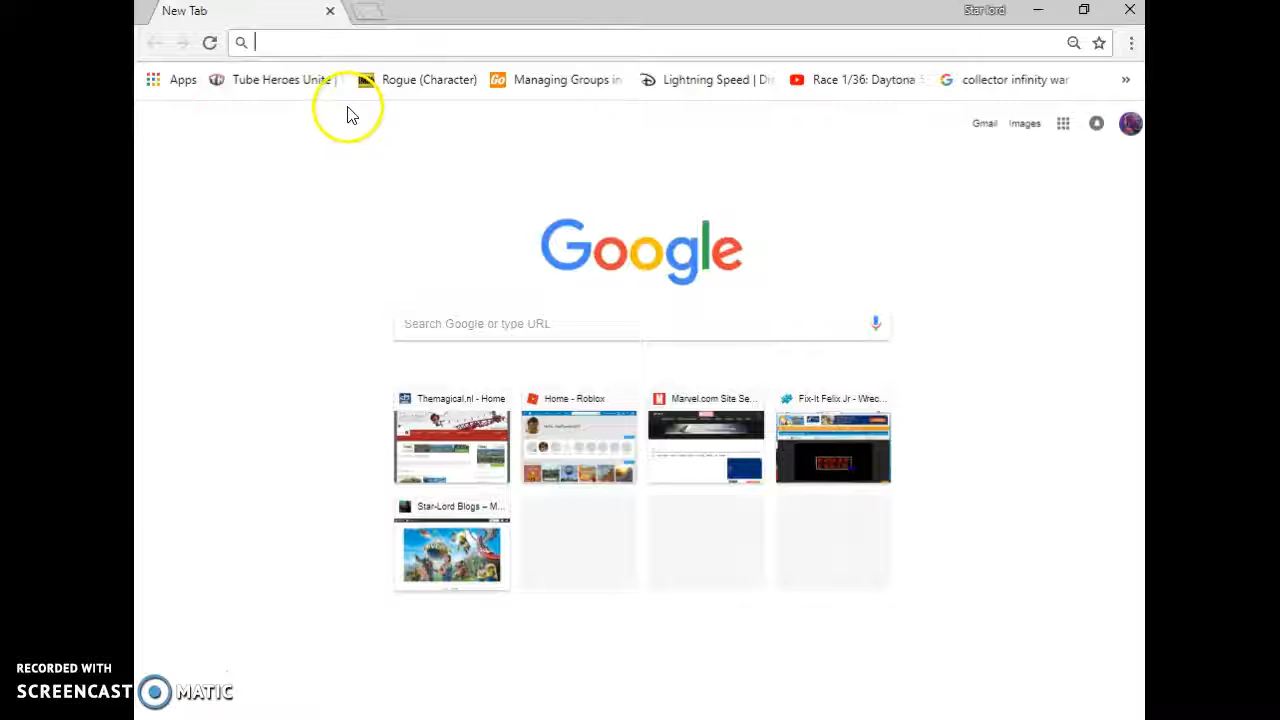 New Tab
Star lord
Apps
Tube Heroes Unite |
Rogue (Character)
Go
Managing Groups in
Lightning Speed | Di
Race 1/36: Daytona
collector infinity war
Gmail
Images
Google
Search Google or type URL
Themagical.nl - Home
Home - Roblox
Marvel.com Site Se...
Fix-It Felix Jr - Wrec...
Star-Lord Blogs – M...
RECORDED WITH
SCREENCAST MATIC